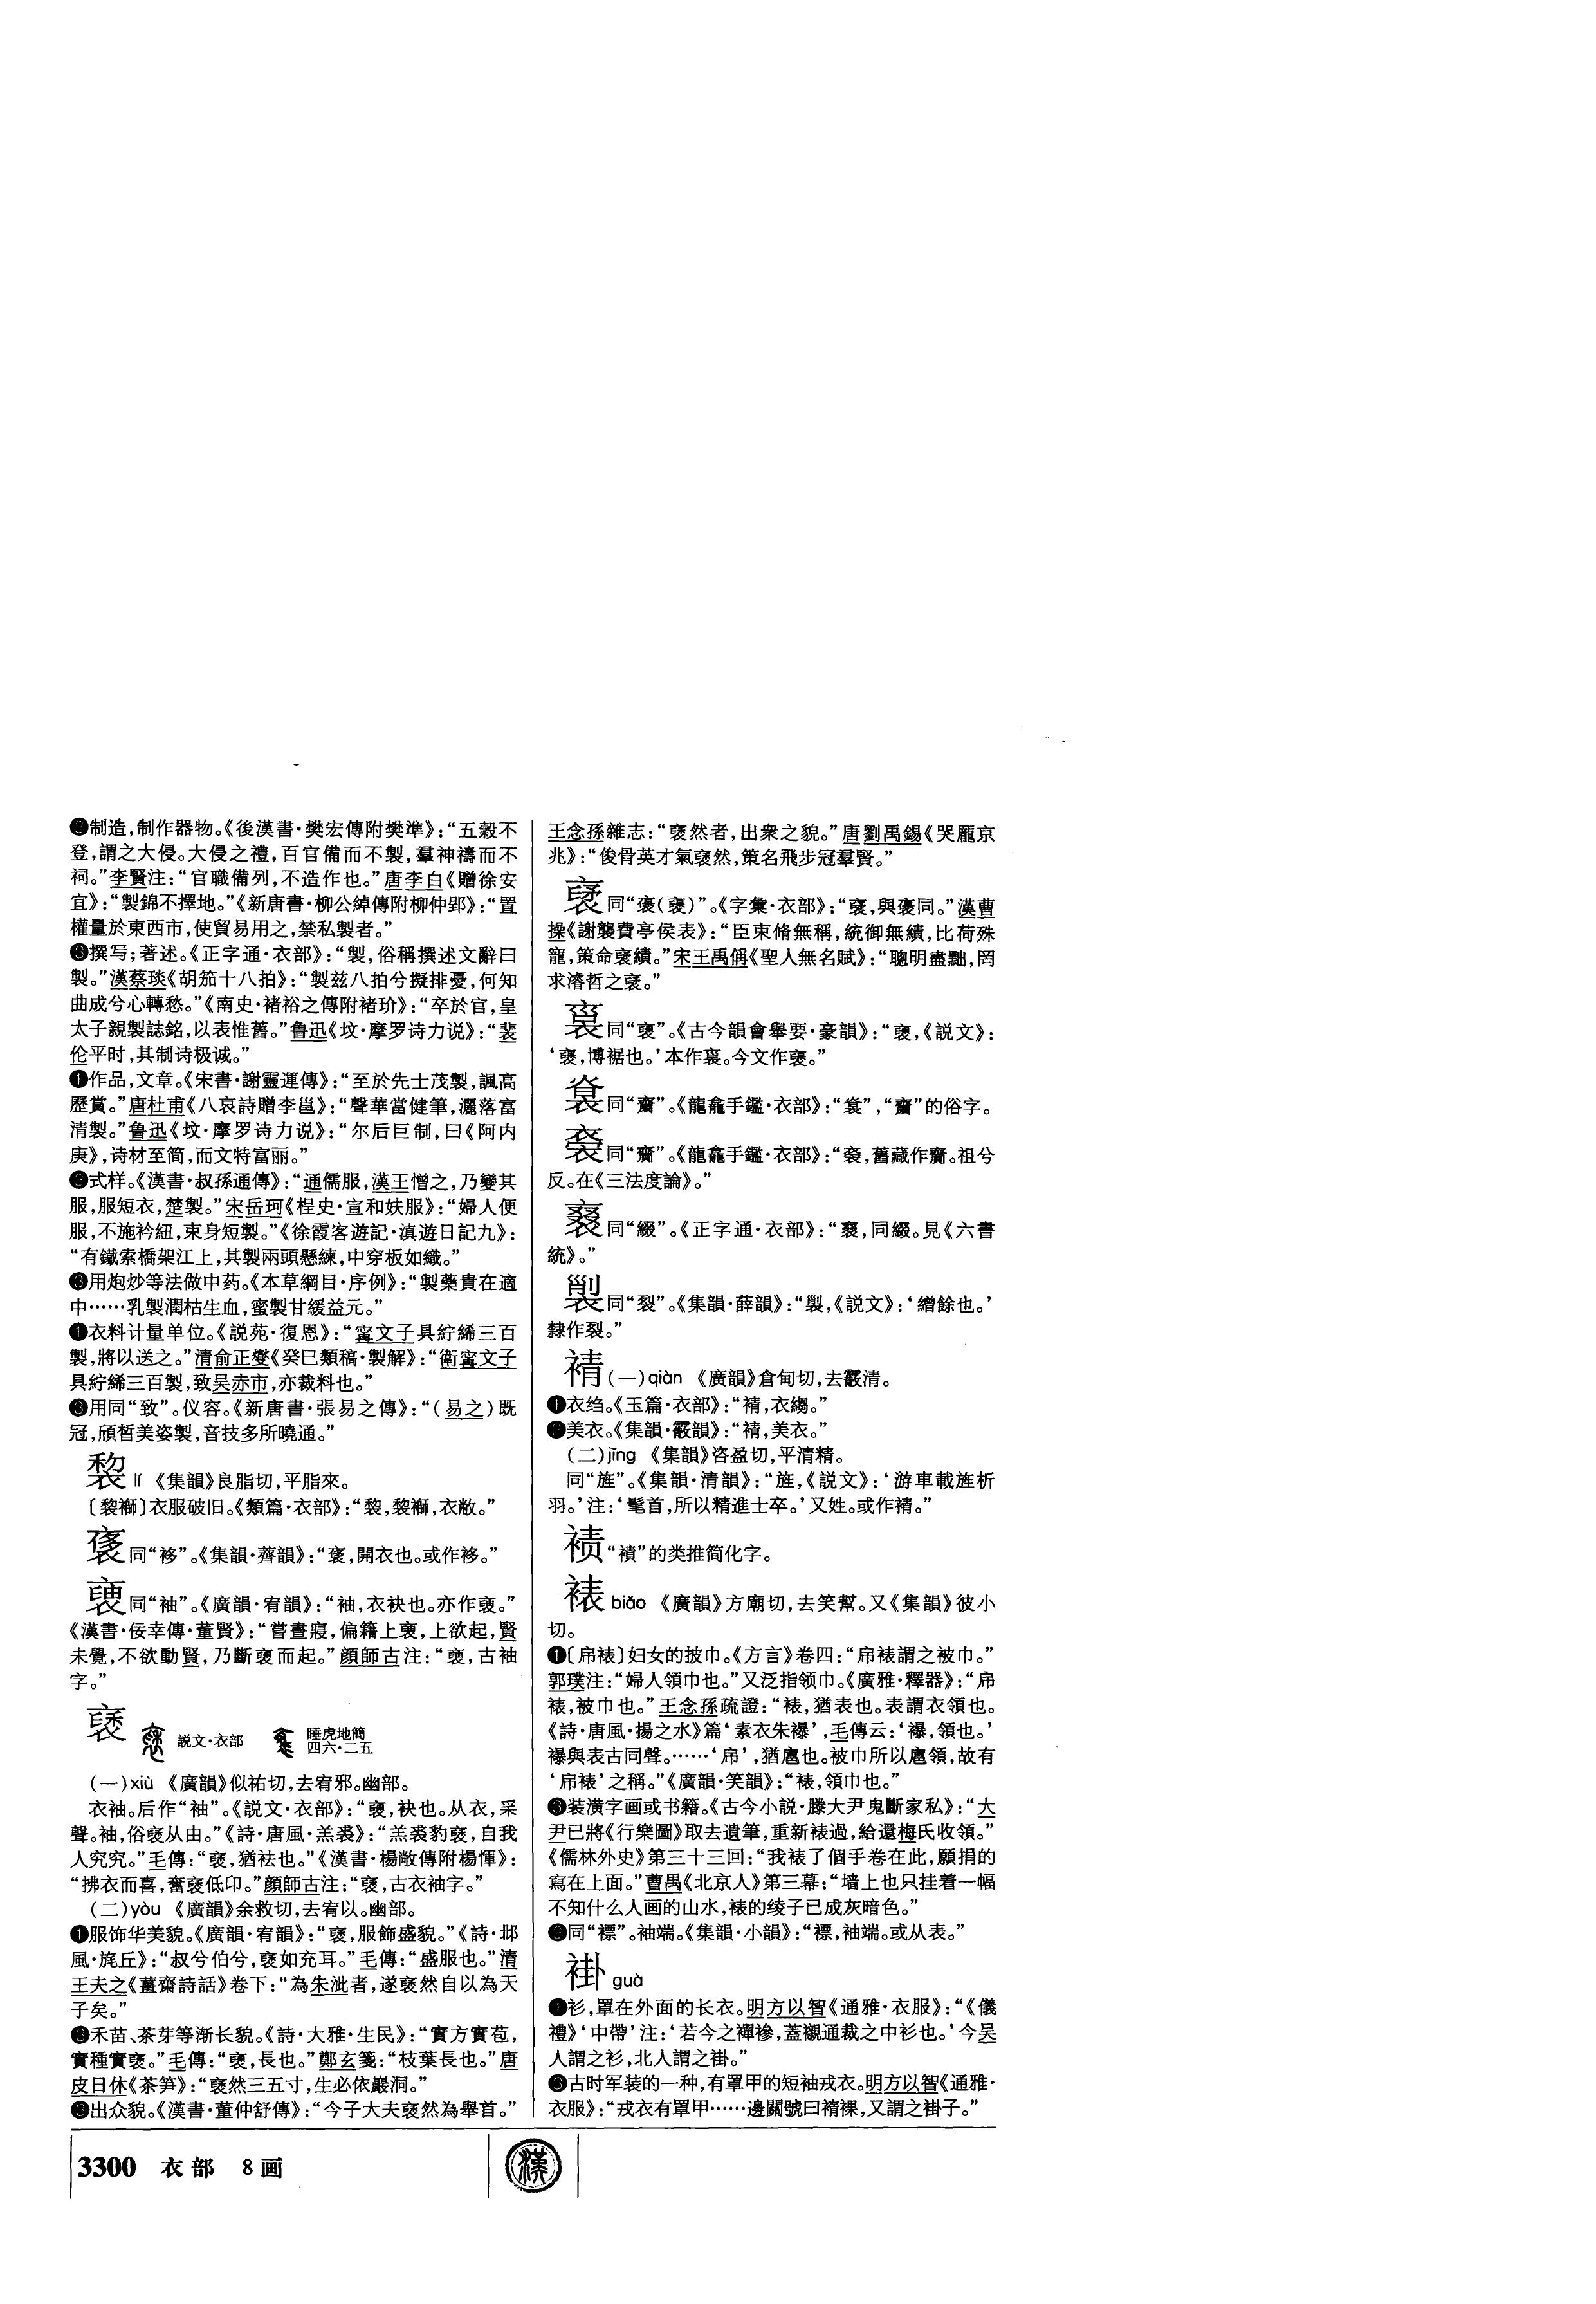 ❷制造,制作器物。《後漢書·樊宏傳附樊準》:“五穀不
登,謂之大侵。大侵之禮,百官備而不製,羣神禱而不
祠。”李賢注:“官職備列,不造作也。”唐李白《贈徐安
宜》:“製錦不擇地。”《新唐書·柳公綽傳附柳仲郢》:“置
權量於東西市,使貿易用之,禁私製者。”
❸撰写;著述。《正字通·衣部》:“製,俗稱撰述文辭曰
製。”漢蔡琰《胡笳十八拍》:“製兹八拍兮擬排憂,何知
曲成兮心轉愁。”《南史·褚裕之傳附褚玠》:“卒於官,皇
太子親製誌銘,以表惟舊。”鲁迅《坟·摩罗诗力说》:“裴
伦平时,其制诗极诚。”
作品,文章。《宋書·謝靈運傳》:“至於先士茂製,諷高
歷賞。”唐杜甫《八哀詩贈李邕》:“聲華當健筆,灑落富
清製。”鲁迅《坟·摩罗诗力说》:“尔后巨制,曰《阿内
庚》,诗材至简,而文特富丽。”
式样。《漢書·叔孫通傳》:“通儒服,漢王憎之,乃變其
服,服短衣,楚製。”宋岳珂《桯史·宣和妖服》:“婦人便
服,不施衿紐,束身短製。”《徐霞客遊記·滇遊日記九》:
“有鐵索橋架江上,其製兩頭懸練,中穿板如織。”
用炮炒等法做中药。《本草綱目·序例》:“製藥貴在適
中……乳製潤枯生血,蜜製甘緩益元。”
衣料计量单位。《説苑·復恩》:“甯文子具紵絺三百
製,將以送之。”清俞正燮《癸巳類稿·製解》:“衛甯文子
具紵絺三百製,致吴赤市,亦裁料也。”
用同“致”。仪容。《新唐書·張易之傳》:“(易之)既
冠,頎晳美姿製,音技多所曉通。”
lí 《集韻》良脂切,平脂來。
衣服破旧。《類篇·衣部》:
同“袳”。《集韻·薺韻》:“開衣也。或作袳。”
褎同“袖”。《廣韻·宥韻》:“袖,衣袂也。亦作褎。”
《漢書·佞幸傳·董賢》:“嘗晝寢,偏籍上褎,上欲起,賢
未覺,不欲動賢,乃斷褎而起。”顔師古注:“褎,古袖
字。”
褎 説文·衣部 睡虎地簡
四六·二五
(一)xiù 《廣韻》似祐切,去宥邪。幽部。
衣袖。后作“袖”。《説文·衣部》:“褎,袂也。从衣,采
聲。袖,俗褎从由。”《詩·唐風·羔裘》:“羔裘豹褎,自我
人究究。”毛傳:“褎,猶袪也。”《漢書·楊敞傳附楊惲》:
“拂衣而喜,奮褎低卬。”顔師古注:“褎,古衣袖字。”
(二)yòu 《廣韻》余救切,去宥以。幽部。
❶服饰华美貌。《廣韻·宥韻》:“褎,服飾盛貌。”《詩·邶
風·旄丘》:“叔兮伯兮,褎如充耳。”毛傳:“盛服也。”清
王夫之《薑齋詩話》卷下:“為朱沘者,遂褎然自以為天
子矣。”
禾苗、茶芽等渐长貌。《詩·大雅·生民》:“實方實苞,
實種實褎。”毛傳:“褎,長也。”鄭玄箋:“枝葉長也。”唐
皮日休《茶笋》:“褎然三五寸,生必依巖洞。”
❸出众貌。《漢書·董仲舒傳》:“今子大夫褎然為舉首。”
王念孫雜志:“褎然者,出衆之貌。”唐劉禹錫《哭龎京
兆》:“俊骨英才氣褎然,策名飛步冠羣賢。”
同“褒(襃)”。《字彙·衣部》:“與褒同。”漢曹
操《謝襲費亭侯表》:“臣束脩無稱,統御無績,比荷殊
寵,策命褎績。”宋王禹偁《聖人無名賦》:“聰明盡黜,罔
求濬哲之褎。”
同“襃”。《古今韻會舉要·豪韻》:“襃,《説文》:
‘襃,博裾也。’本作。今文作襃。”
同“齎”。《龍龕手鑑·衣部》:“齎”的俗字。
同“齎”。《龍龕手鑑·衣部》:“舊藏作齎。祖兮
反。在《三法度論》。”
同“綴”。《正字通·衣部》:“同綴。見《六書
統》。”
同“裂”。《集韻·薛韻》:“《説文》:‘繒餘也。’
隸作裂。”
䙀(一)qiàn 《廣韻》倉甸切,去霰清。
❶衣绉。《玉篇·衣部》:“衣縐。”
❷美衣。《集韻·霰韻》:“美衣。”
(二)jīng 《集韻》咨盈切,平清精。
同“旌”。《集韻·清韻》:“旌,《説文》:‘游車載旌析
羽。’注:‘髦首,所以精進士卒。’又姓。或作。”
“襀”的类推简化字。
裱 biǎo 《廣韻》方廟切,去笑幫。又《集韻》彼小
切。
❶〔帍裱〕妇女的披巾。《方言》卷四:“帍裱謂之被巾。”
郭璞注:“婦人領巾也。”又泛指领巾。《廣雅·釋器》:“帍
裱,被巾也。”王念孫疏證:“裱,猶表也。表謂衣領也。
《詩·唐風·揚之水》篇‘素衣朱襮’,毛傳云:‘襮,領也。’
襮與表古同聲。……‘帍’,猶扈也。被巾所以扈領,故有
‘帍裱’之稱。”《廣韻·笑韻》:“裱,領巾也。”
装潢字画或书籍。《古今小説·滕大尹鬼斷家私》:“大
尹已將《行樂圖》取去遺筆,重新裱過,給還梅氏收領。”
《儒林外史》第三十三回:“我裱了個手卷在此,願捐的
寫在上面。”曹禺《北京人》第三幕:“墙上也只挂着一幅
不知什么人画的山水,裱的绫子已成灰暗色。”
同“褾”。袖端。《集韻·小韻》:“褾,袖端。或从表。”
褂 guà
❶衫,罩在外面的长衣。明方以智《通雅·衣服》:“《儀
禮》‘中帶’注:‘若今之襌襂,蓋襯通裁之中衫也。’今吴
人謂之衫,北人謂之褂。”
古时军装的一种,有罩甲的短袖戎衣。明方以智《通雅·
衣服》:“戎衣有罩甲……邊關號曰褙裸,又謂之褂子。”
3300 衣部 8画 漢